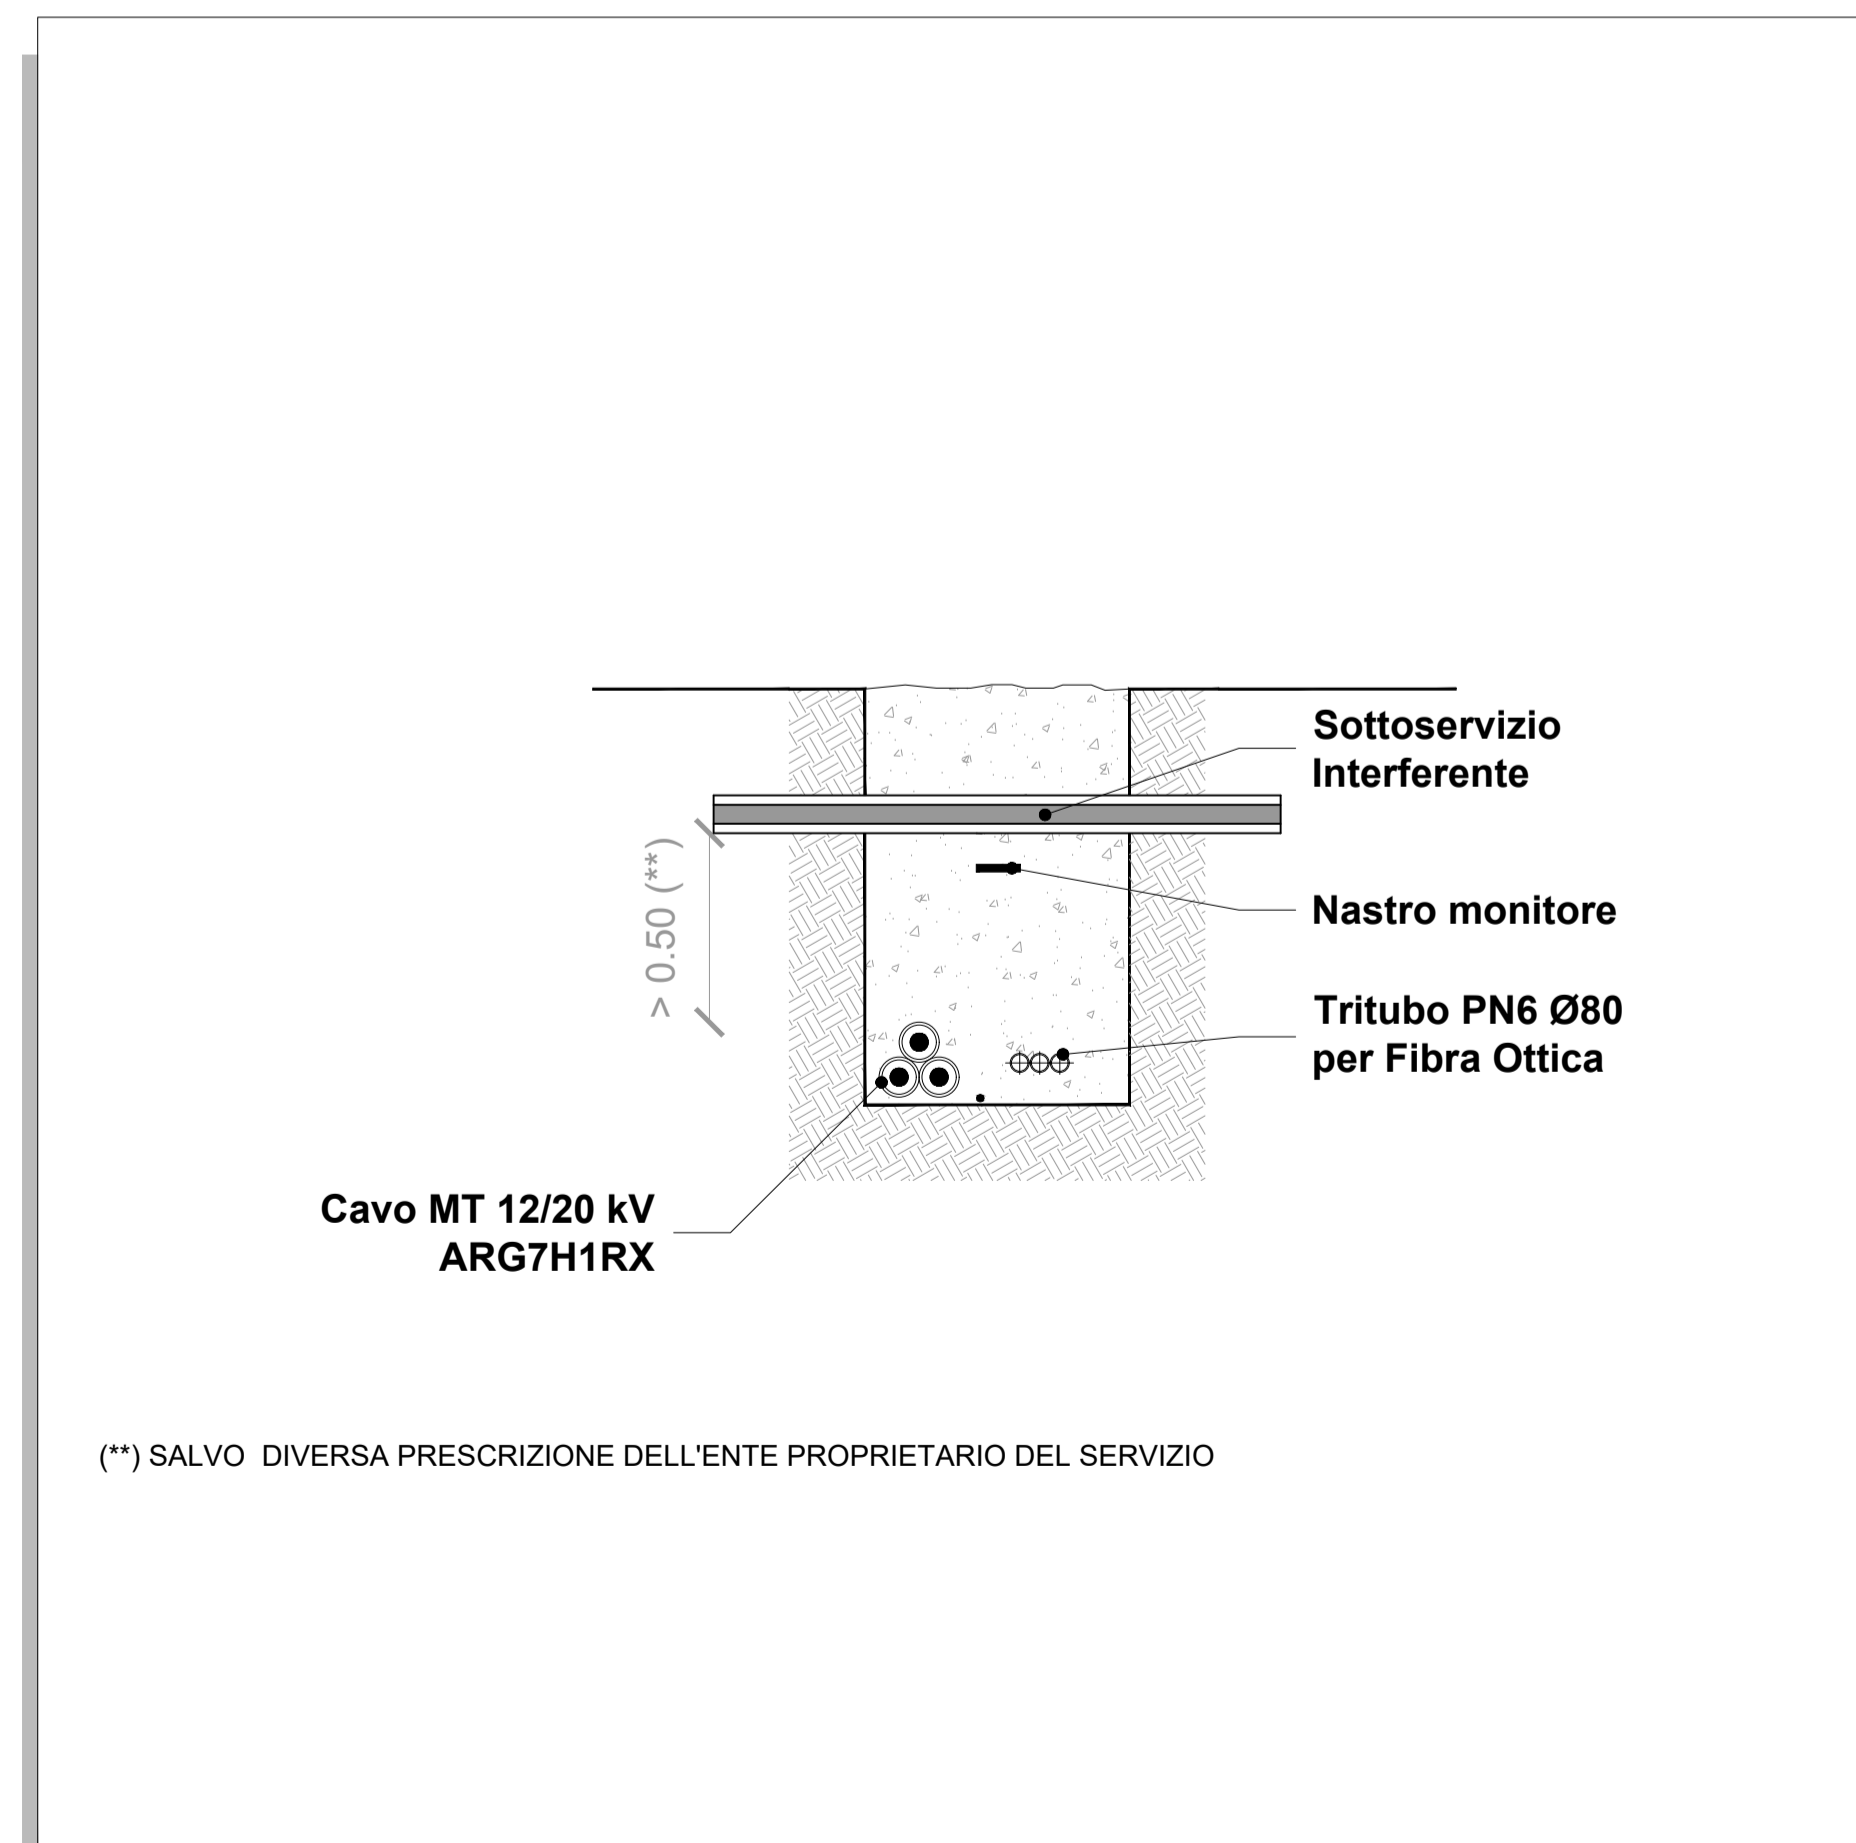 Sottoservizio
Interferente
> 0.50 (**)
Nastro monitore
Tritubo PN6 Ø80
per Fibra Ottica
Cavo MT 12/20 kV
ARG7H1RX
(**) SALVO  DIVERSA PRESCRIZIONE DELL'ENTE PROPRIETARIO DEL SERVIZIO